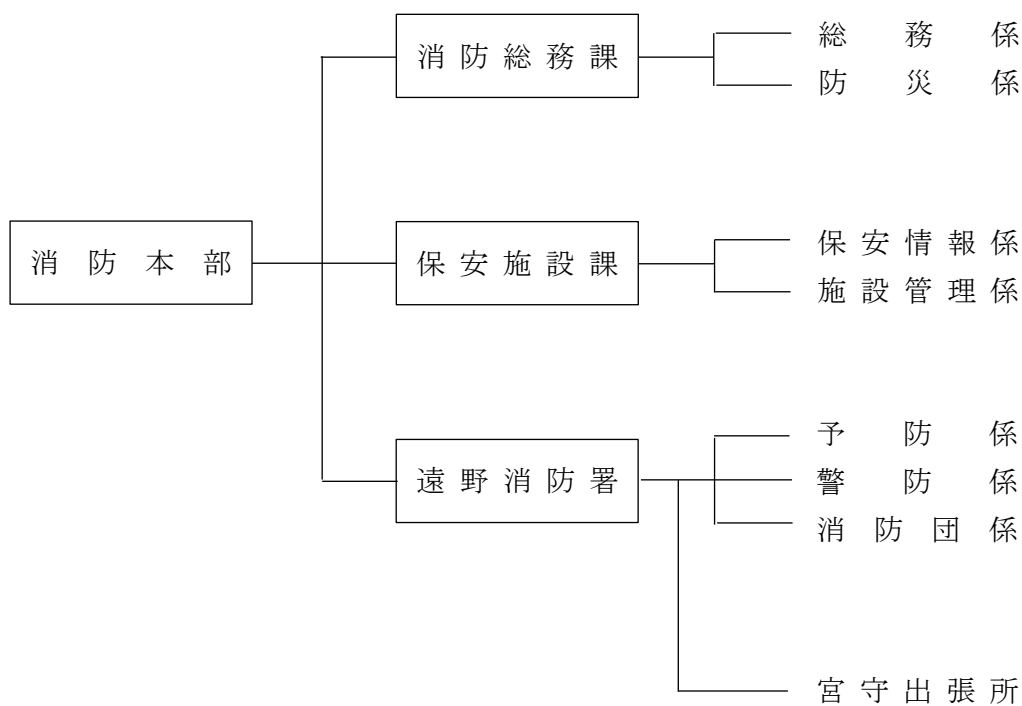 消防本部
消防総務課
総務係
防災係
保安施設課
保安情報係
施設管理係
遠野消防署
予防係
警防係
消防団係
宮守出張所